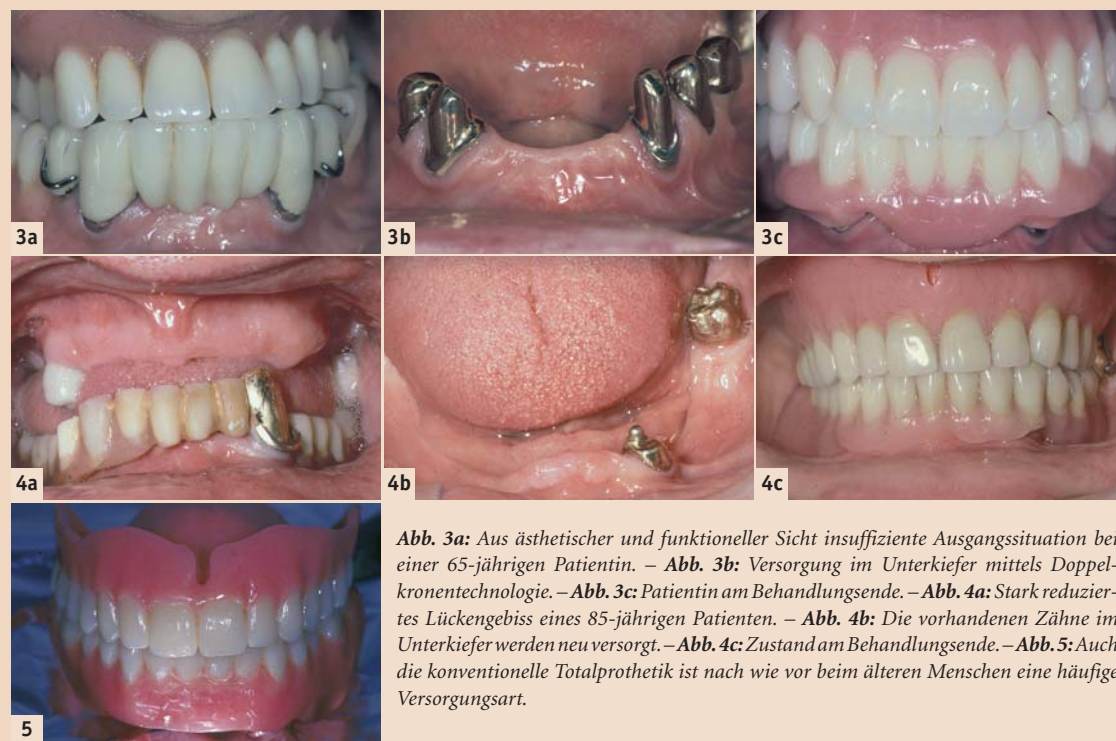 3a
3b
3c
4a
4b
4c
5
Abb. 3a: Aus ästhetischer und funktioneller Sicht insuffiziente Ausgangssituation bei
einer 65-jährigen Patientin. – Abb. 3b: Versorgung im Unterkiefer mittels Doppel-
kronentechnologie. – Abb. 3c: Patientin am Behandlungsende. – Abb. 4a: Stark reduzier-
tes Lückengebiss eines 85-jährigen Patienten. – Abb. 4b: Die vorhandenen Zähne im
Unterkiefer werden neu versorgt. – Abb. 4c: Zustand am Behandlungsende. – Abb. 5: Auch
die konventionelle Totalprothetik ist nach wie vor beim älteren Menschen eine häufige
Versorgungsart.